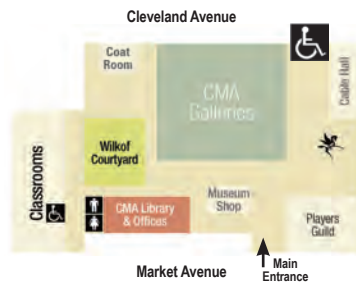 Cleveland Avenue
Coat
Room
CMA
Galleries
Cable Hall
Classrooms
Wilkof
Courtyard
CMA Library
& Offices
Museum
Shop
Players
Guild
Market Avenue
Main
Entrance